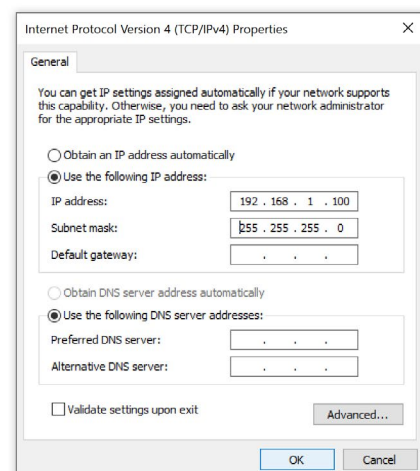 Internet Protocol Version 4 (TCP/IPv4) Properties
General
You can get IP settings assigned automatically if your network supports
this capability. Otherwise, you need to ask your network administrator
for the appropriate IP settings.
Obtain an IP address automatically
Use the following IP address:
IP address: 192 . 168 . 1 . 100
Subnet mask: 255 . 255 . 255 . 0
Default gateway: . . .
Obtain DNS server address automatically
Use the following DNS server addresses:
Preferred DNS server: . . .
Alternative DNS server: . . .
Validate settings upon exit
Advanced...
OK Cancel